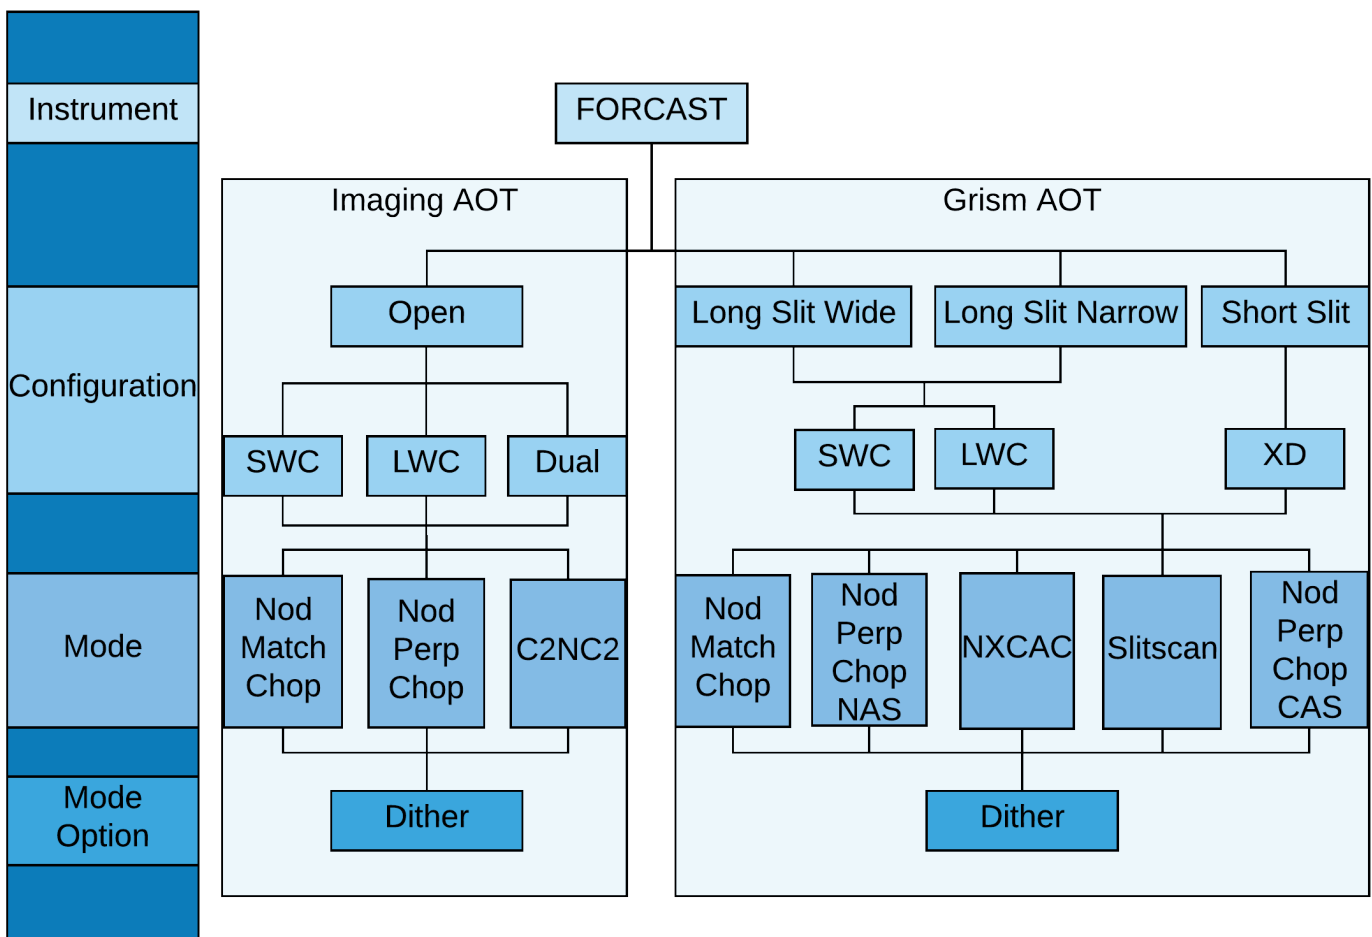 Instrument
FORCAST
Imaging AOT
Grism AOT
Configuration
Open
Long Slit Wide
Long Slit Narrow
Short Slit
SWC
LWC
Dual
SWC
LWC
XD
Mode
Nod
Match
Chop
Nod
Perp
Chop
C2NC2
Nod
Match
Chop
Nod
Perp
Chop
NAS
NXCAC
Slitscan
Nod
Perp
Chop
CAS
Mode
Option
Dither
Dither